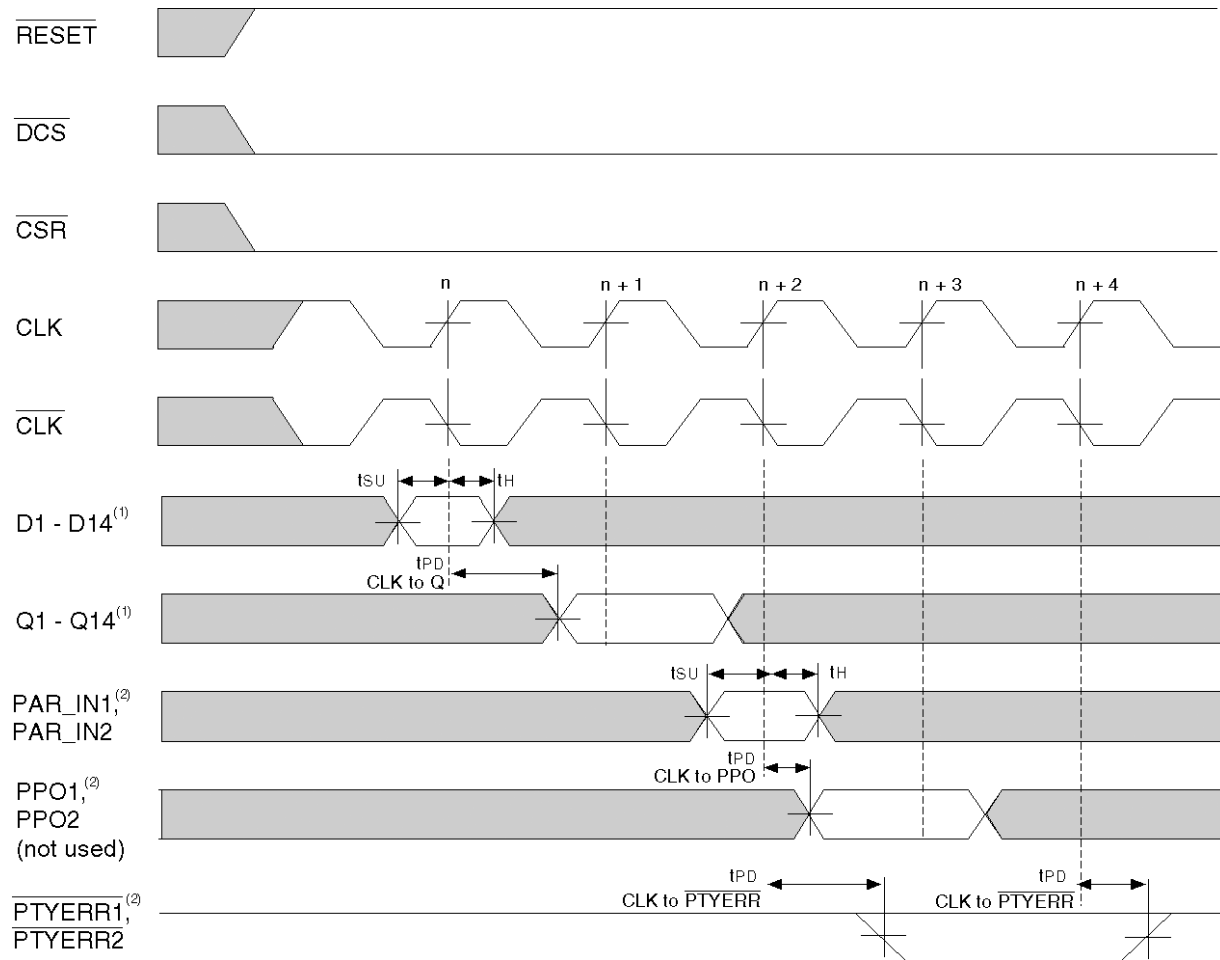 RESET
DCS
CSR
n n + 1 n + 2 n + 3 n + 4
CLK
CLK
tSU tH
D1 - D14(1)
tPD
CLK to Q
Q1 - Q14(1)
tSU tH
PAR_IN1,(2)
PAR_IN2
tPD
CLK to PPO
PPO1,(2)
PPO2
(not used)
tPD tPD
CLK to PTYERR CLK to PTYERR
PTYERR1,(2)
PTYERR2